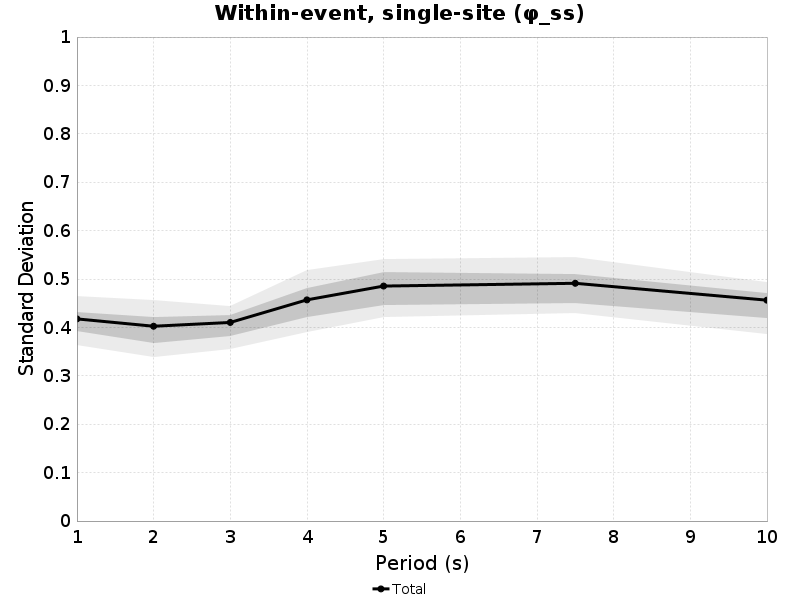 Within-event, single-site (φ_ss)
1
0.9
0.8
0.7
0.6
0.5
0.4
0.3
0.2
0.1
0
Standard Deviation
1 2 3 4 5 6 7 8 9 10
Period (s)
Total